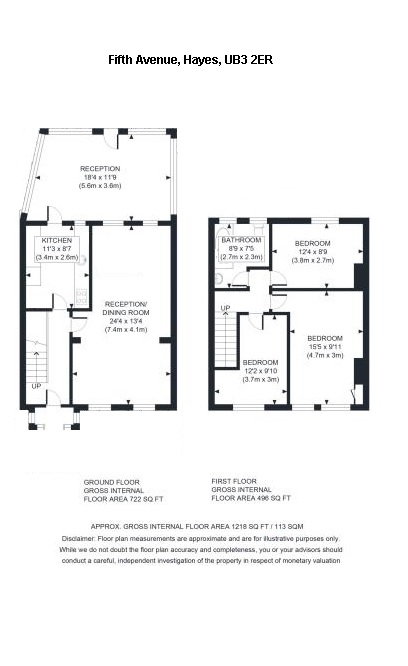 Fifth Avenue, Hayes, UB3 2ER
RECEPTION
18'4 x 11'9
(5.6m x 3.6m)
KITCHEN
11'3 x 8'7
(3.4m x 2.6m)
RECEPTION/
DINING ROOM
24'4 x 13'4
(7.4m x 4.1m)
UP
BATHROOM
8'9 x 7'5
(2.7m x 2.3m)
BEDROOM
12'4 x 8'9
(3.8m x 2.7m)
UP
BEDROOM
15'5 x 9'11
(4.7m x 3m)
BEDROOM
12'2 x 9'10
(3.7m x 3m)
GROUND FLOOR
GROSS INTERNAL
FLOOR AREA 722 SQ FT
FIRST FLOOR
GROSS INTERNAL
FLOOR AREA 496 SQ FT
APPROX. GROSS INTERNAL FLOOR AREA 1218 SQ FT / 113 SQM
Disclaimer: Floor plan measurements are approximate and are for illustrative purposes only.
While we do not doubt the floor plan accuracy and completeness, you or your advisors should
conduct a careful, independent investigation of the property in respect of monetary valuation